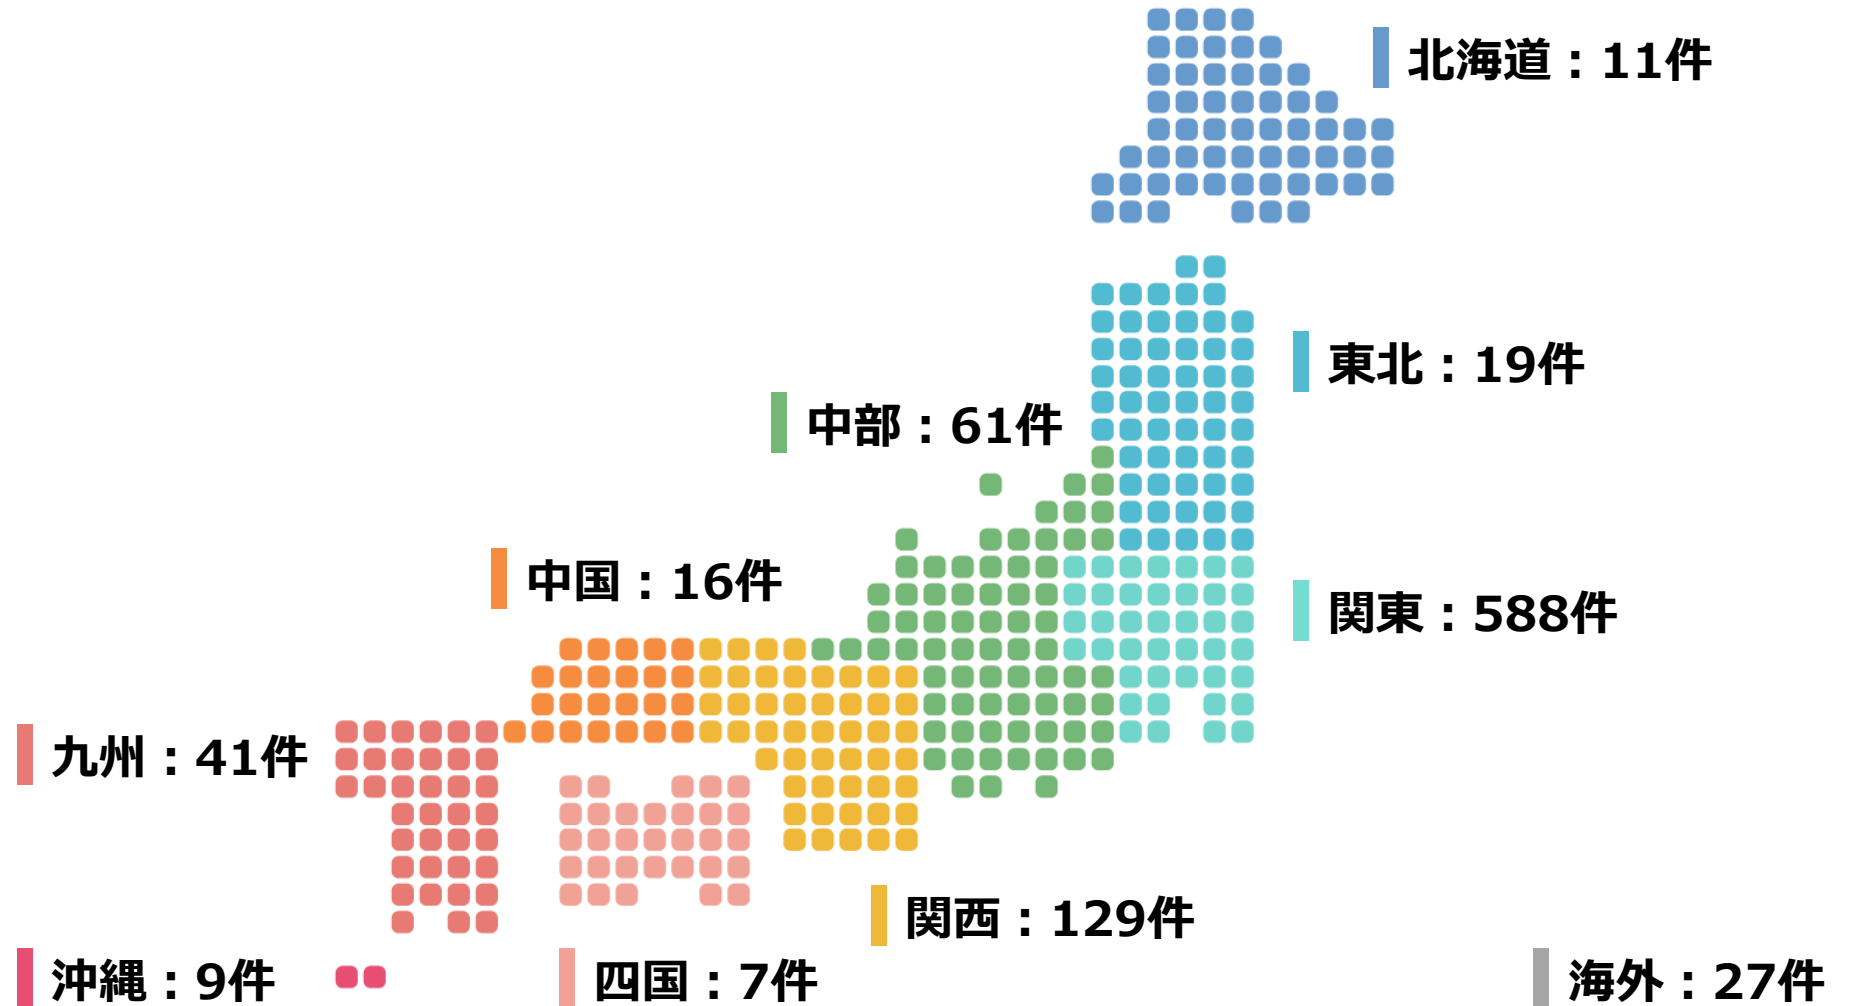 北海道：11件
東北：19件
中部：61件
中国：16件
関東：588件
九州：41件
関西：129件
沖縄：9件
四国：7件
海外：27件